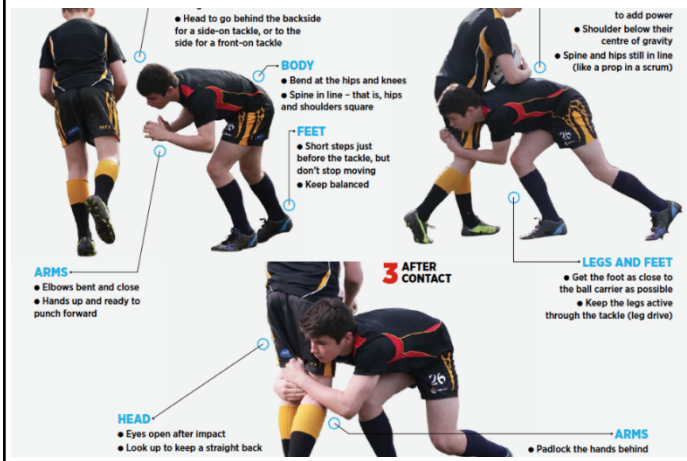 ● Head to go behind the backside
for a side-on tackle, or to the
side for a front-on tackle
BODY
● Bend at the hips and knees
● Spine in line – that is, hips
and shoulders square
FEET
● Short steps just
before the tackle, but
don't stop moving
● Keep balanced
ARMS
● Elbows bent and close
● Hands up and ready to
punch forward
to add power
● Shoulder below their
centre of gravity
● Spine and hips still in line
(like a prop in a scrum)
LEGS AND FEET
● Get the foot as close to
the ball carrier as possible
● Keep the legs active
through the tackle (leg drive)
3 AFTER
CONTACT
26
HEAD
● Eyes open after impact
● Look up to keep a straight back
ARMS
● Padlock the hands behind